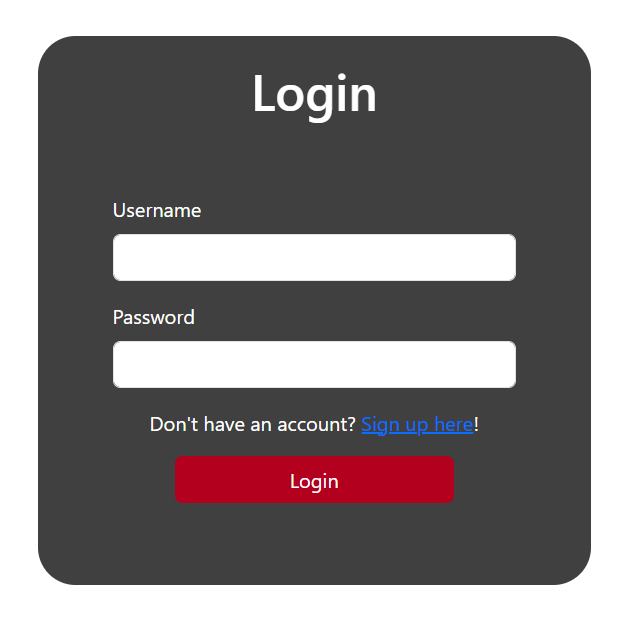 Login
Username
Password
Don't have an account? Sign up here!
Login